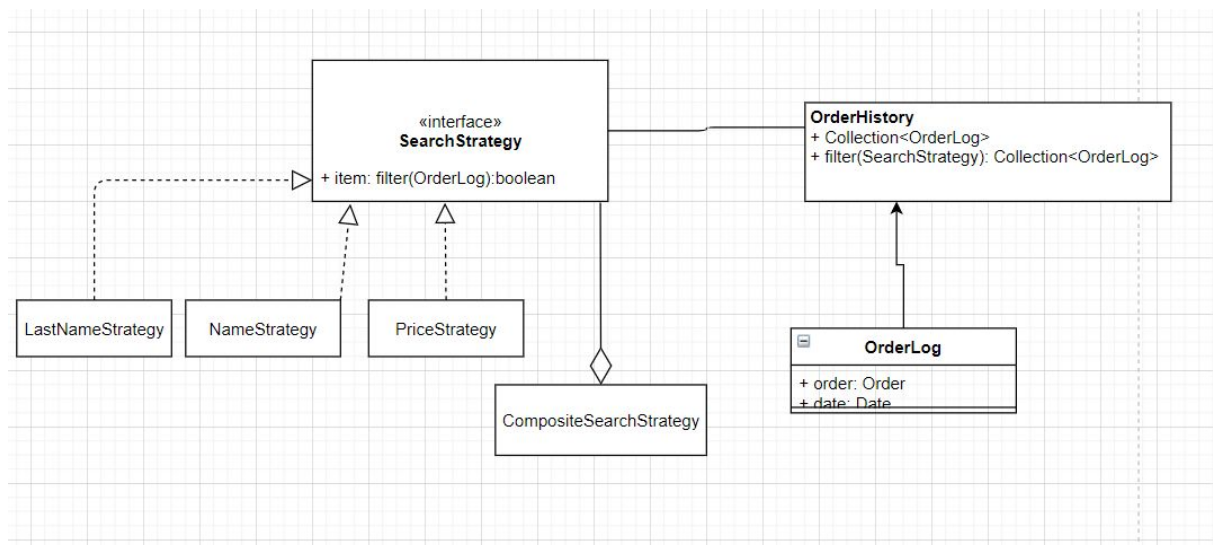 «interface»
SearchStrategy
+ item: filter(OrderLog):boolean
OrderHistory
+ Collection<OrderLog>
+ filter(SearchStrategy): Collection<OrderLog>
LastNameStrategy
NameStrategy
PriceStrategy
CompositeSearchStrategy
OrderLog
+ order: Order
+ date: Date